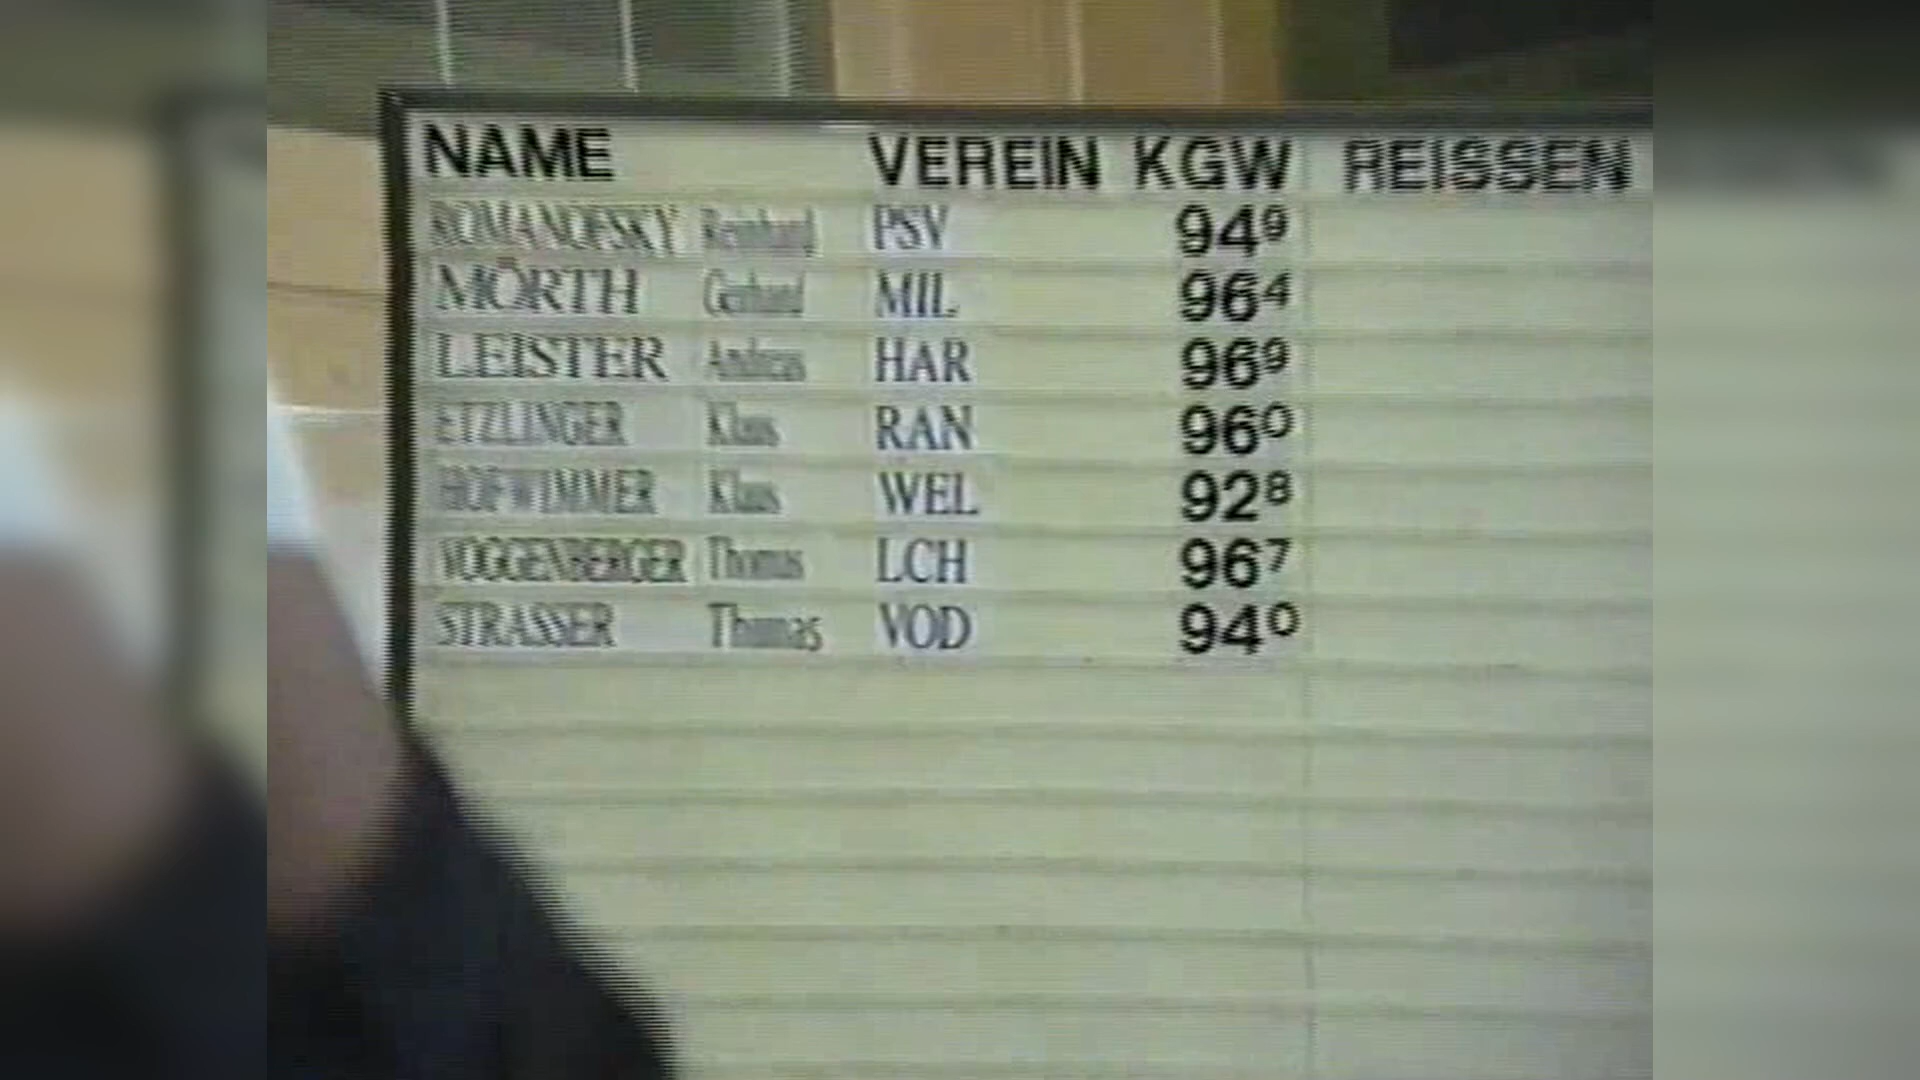 NAME VEREIN KGW REISSEN
ROMANOFSKY Reinhard PSV 94⁹
MÖRTH Gerhard MIL 96⁴
LEISTER Andreas HAR 96⁹
ETZLINGER Klaus RAN 96⁰
HOFWIMMER Klaus WEL 92⁸
VOGGENBERGER Thomas LCH 96⁷
STRASSER Thomas VOD 94⁰